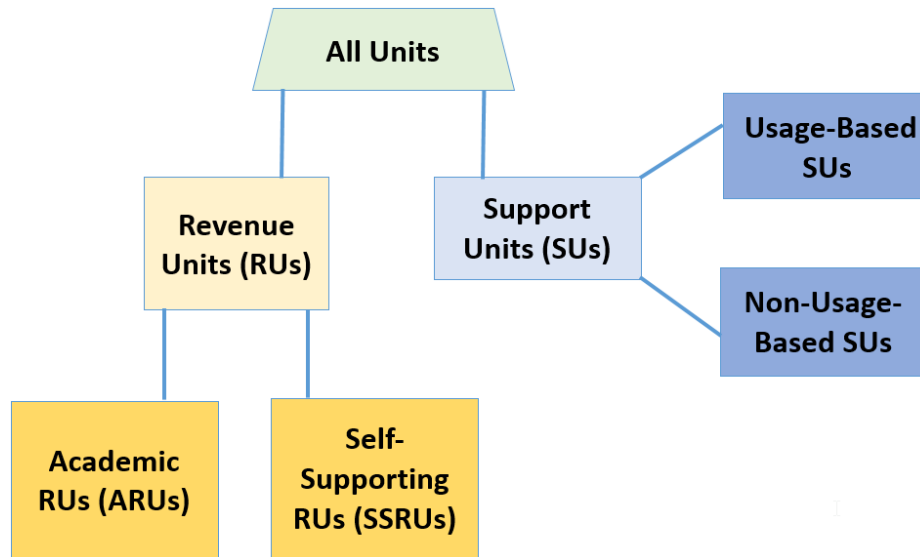 All Units
Usage-Based
SUs
Revenue
Units (RUs)
Support
Units (SUs)
Non-Usage-
Based SUs
Academic
RUs (ARUs)
Self-
Supporting
RUs (SSRUs)